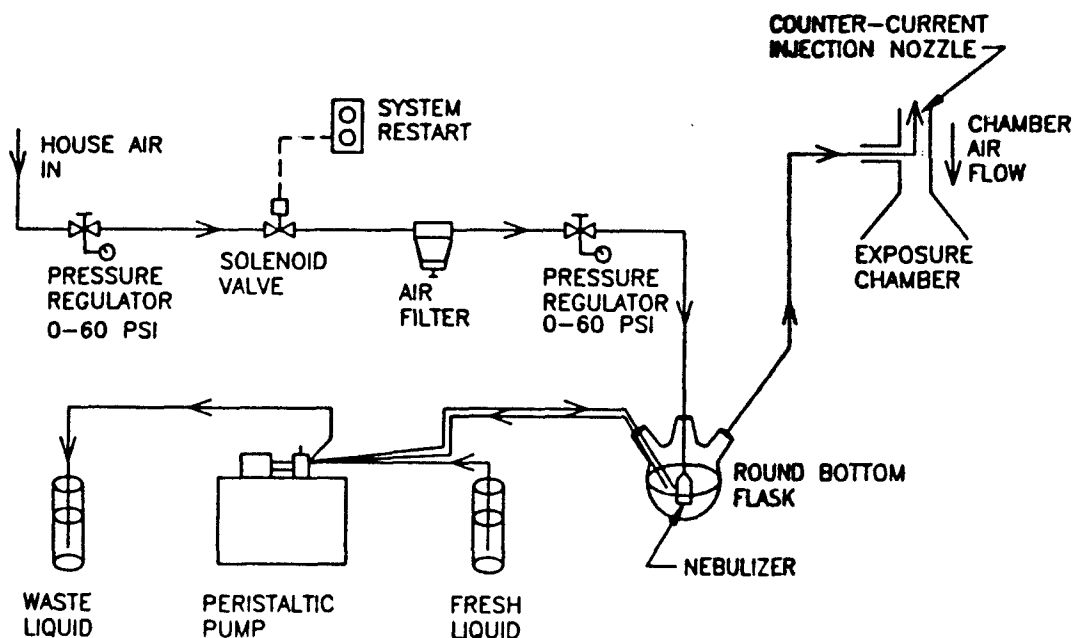 COUNTER-CURRENT
INJECTION NOZZLE
SYSTEM
RESTART
HOUSE AIR
IN
CHAMBER
AIR
FLOW
PRESSURE
REGULATOR
0-60 PSI
SOLENOID
VALVE
AIR
FILTER
PRESSURE
REGULATOR
0-60 PSI
EXPOSURE
CHAMBER
ROUND BOTTOM
FLASK
NEBULIZER
WASTE
LIQUID
PERISTALTIC
PUMP
FRESH
LIQUID